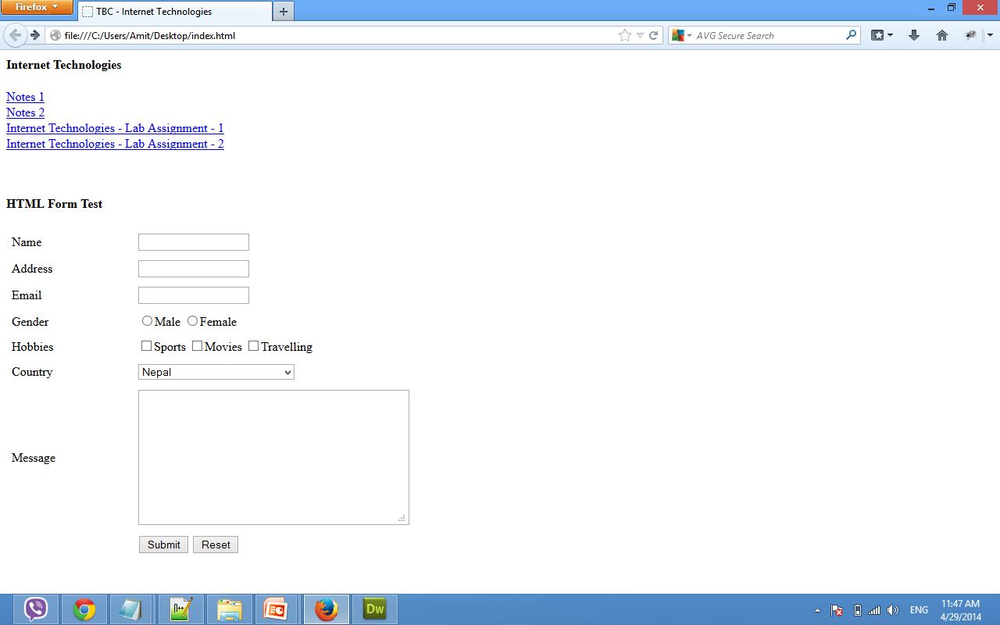 Firefox
TBC - Internet Technologies
file:///C:/Users/Amit/Desktop/index.html
AVG Secure Search
Internet Technologies
Notes 1
Notes 2
Internet Technologies - Lab Assignment - 1
Internet Technologies - Lab Assignment - 2
HTML Form Test
Name
Address
Email
Gender Male Female
Hobbies Sports Movies Travelling
Country Nepal
Message
Submit Reset
n++
Dw
ENG
11:47 AM
4/29/2014